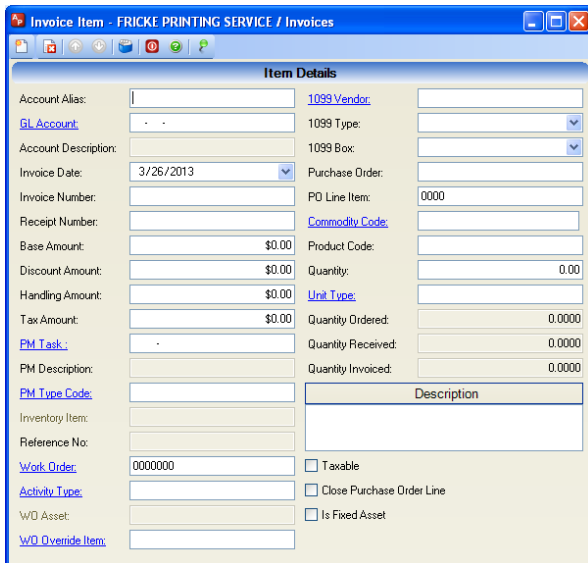 Invoice Item - FRICKE PRINTING SERVICE / Invoices
Item Details
Account Alias:
GL Account: - -
Account Description:
Invoice Date: 3/26/2013
Invoice Number:
Receipt Number:
Base Amount: $0.00
Discount Amount: $0.00
Handling Amount: $0.00
Tax Amount: $0.00
PM Task : -
PM Description:
PM Type Code:
Inventory Item:
Reference No:
Work Order: 0000000
Activity Type:
WO Asset:
WO Override Item:
1099 Vendor:
1099 Type:
1099 Box:
Purchase Order:
PO Line Item: 0000
Commodity Code:
Product Code:
Quantity: 0.00
Unit Type:
Quantity Ordered: 0.0000
Quantity Received: 0.0000
Quantity Invoiced: 0.0000
Description
Taxable
Close Purchase Order Line
Is Fixed Asset